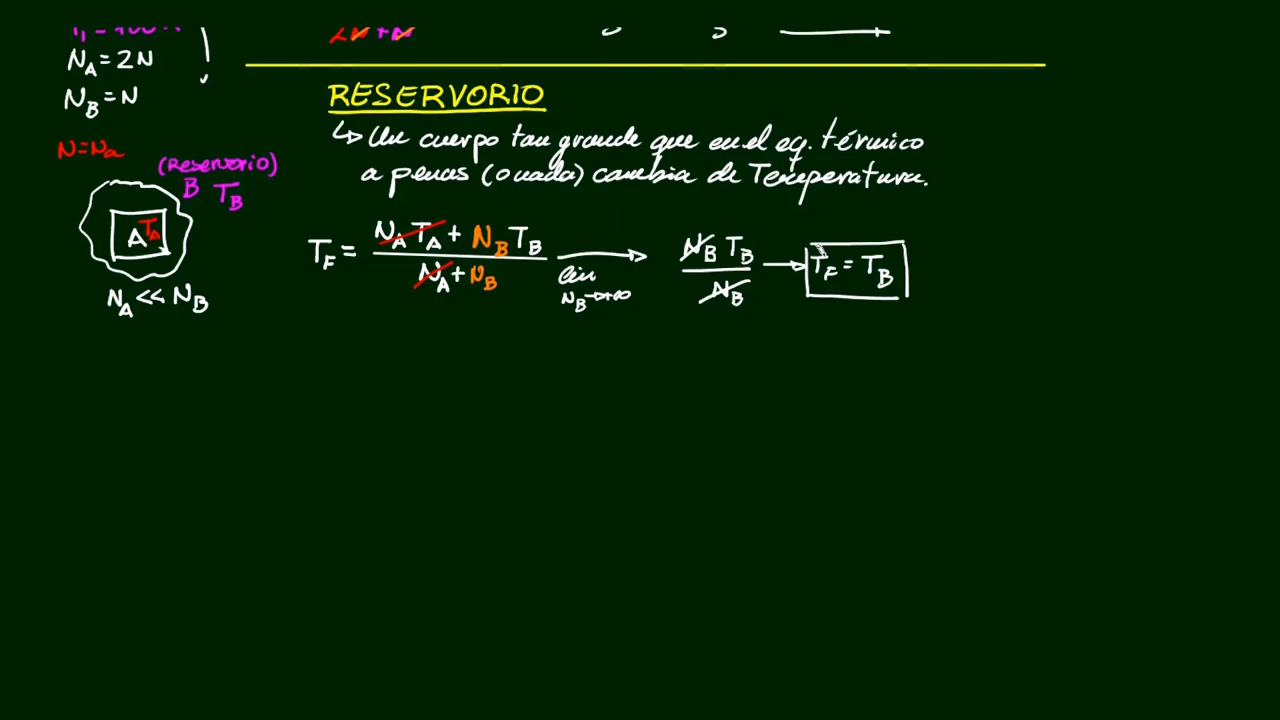 N_A = 2N
N_B = N
RESERVORIO
↳ Un cuerpo tan grande que en el eq. térmico
a penas (o nada) cambia de Temperatura.
N = Na
(Reservorio)
B T_B
A T_A
N_A << N_B
T_F = (N_A T_A + N_B T_B) / (N_A + N_B) → lim N_B→+∞ N_B T_B / N_B → T_F = T_B